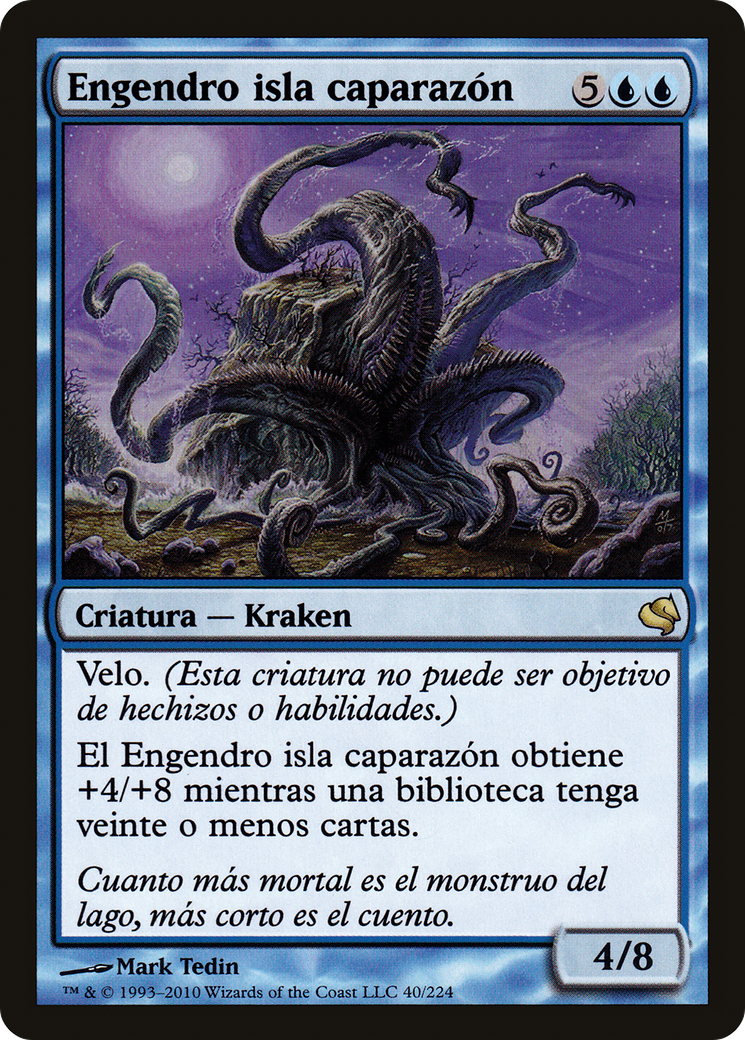 Engendro isla caparazón 5
Criatura — Kraken
Velo. (Esta criatura no puede ser objetivo
de hechizos o habilidades.)
El Engendro isla caparazón obtiene
+4/+8 mientras una biblioteca tenga
veinte o menos cartas.
Cuanto más mortal es el monstruo del
lago, más corto es el cuento.
4/8
Mark Tedin
™ & © 1993–2010 Wizards of the Coast LLC 40/224